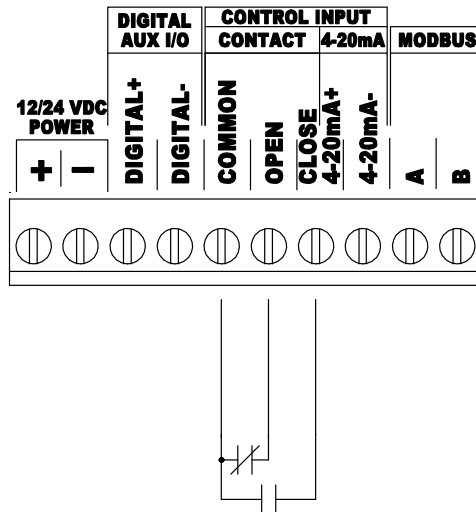 DIGITAL
AUX I/O
CONTROL INPUT
CONTACT
4-20mA
MODBUS
12/24 VDC
POWER
+
−
DIGITAL+
DIGITAL-
COMMON
OPEN
CLOSE
4-20mA+
4-20mA-
A
B